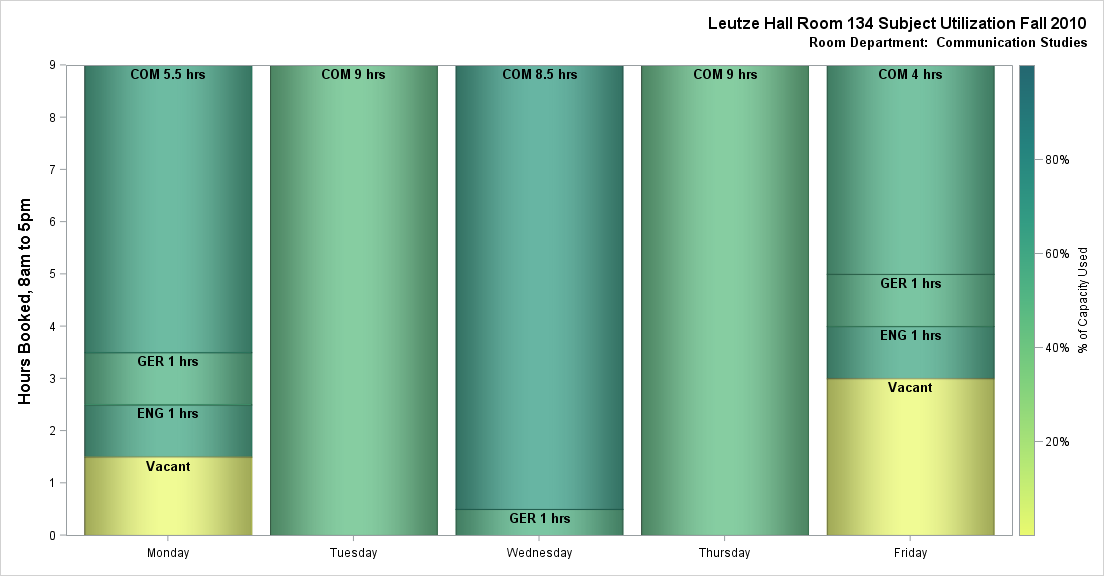 Leutze Hall Room 134 Subject Utilization Fall 2010
Room Department:  Communication Studies
Hours Booked, 8am to 5pm
9
8
7
6
5
4
3
2
1
0
COM 5.5 hrs
GER 1 hrs
ENG 1 hrs
Vacant
COM 9 hrs
COM 8.5 hrs
GER 1 hrs
COM 9 hrs
COM 4 hrs
GER 1 hrs
ENG 1 hrs
Vacant
Monday
Tuesday
Wednesday
Thursday
Friday
80%
60%
40%
20%
% of Capacity Used